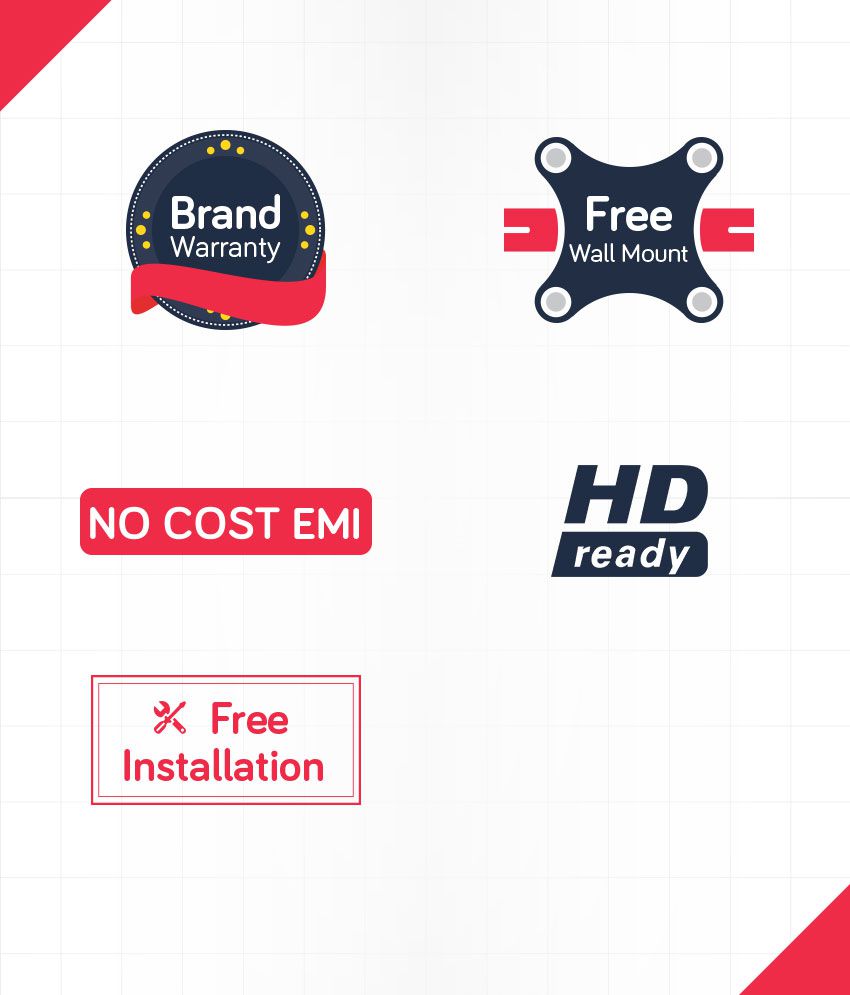 Brand
Warranty
Free
Wall Mount
NO COST EMI
HD
ready
Free
Installation